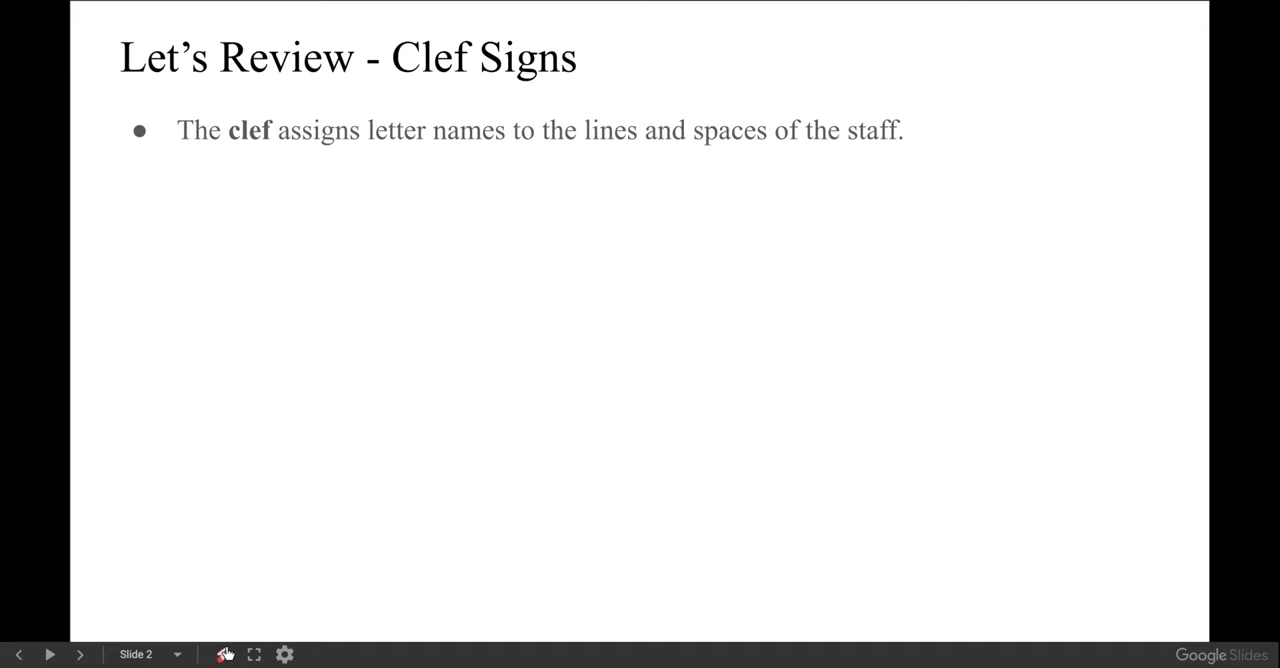 Let’s Review - Clef Signs
● The clef assigns letter names to the lines and spaces of the staff.
Slide 2
Google Slides